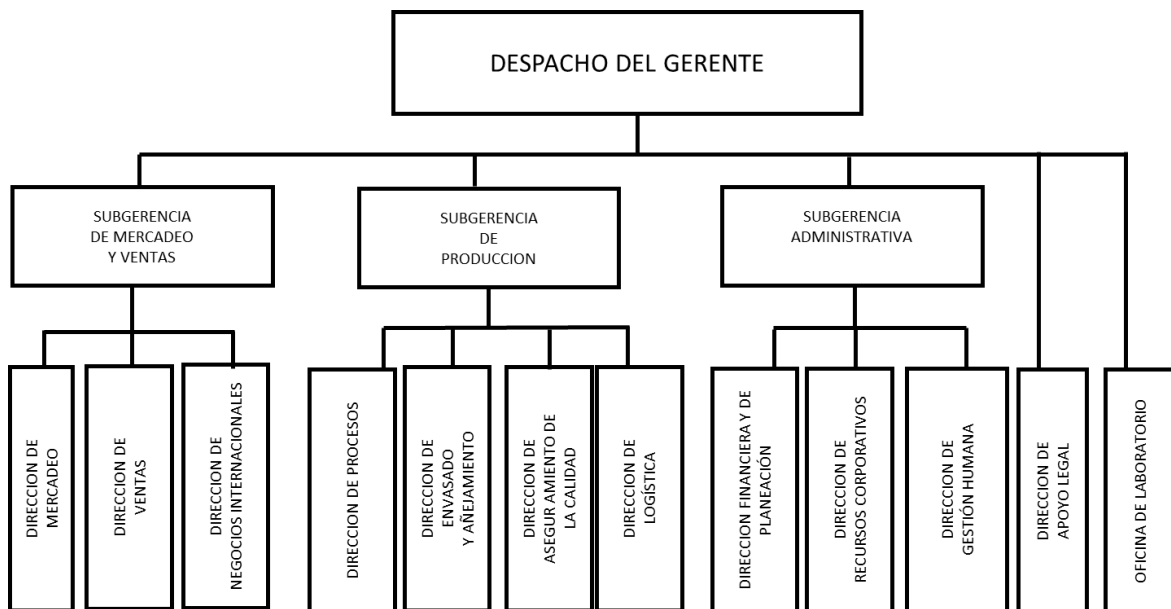 DESPACHO DEL GERENTE
SUBGERENCIA
DE MERCADEO
Y VENTAS
SUBGERENCIA
DE
PRODUCCION
SUBGERENCIA
ADMINISTRATIVA
DIRECCION DE
MERCADEO
DIRECCION DE
VENTAS
DIRECCION DE
NEGOCIOS INTERNACIONALES
DIRECCION DE PROCESOS
DIRECCION DE
ENVASADO
Y AÑEJAMIENTO
DIRECCION DE
ASEGUR AMIENTO DE
LA CALIDAD
DIRECCION DE
LOGÍSTICA
DIRECCION FINANCIERA Y DE
PLANEACIÓN
DIRECCION DE
RECURSOS CORPORATIVOS
DIRECCION DE
GESTIÓN HUMANA
DIRECCION DE
APOYO LEGAL
OFICINA DE LABORATORIO